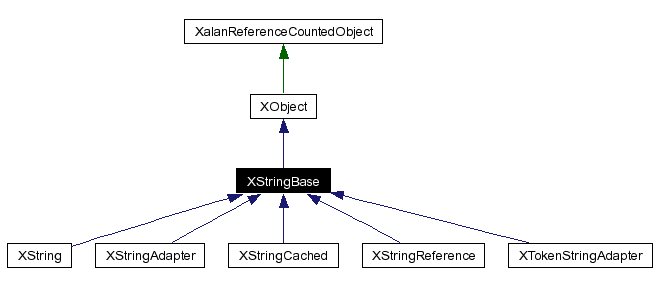 XalanReferenceCountedObject
XObject
XStringBase
XString XStringAdapter XStringCached XStringReference XTokenStringAdapter